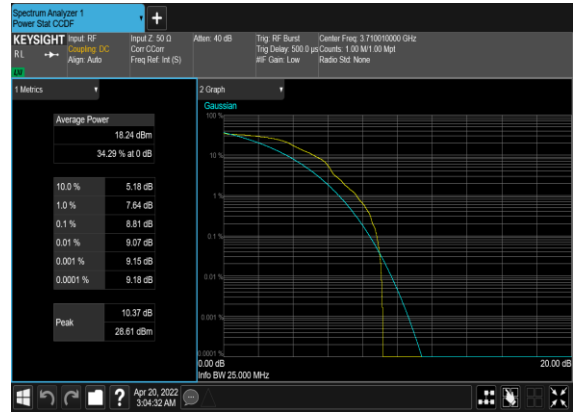 Spectrum Analyzer 1
Power Stat CCDF
KEYSIGHT
RL
Input: RF
Coupling: DC
Align: Auto
Input Z: 50 Ω
Corr CCorr
Freq Ref: Int (S)
Atten: 40 dB
Trig: RF Burst
Trig Delay: 500.0 µs
#IF Gain: Low
Center Freq: 3.710010000 GHz
Counts: 1.00 M/1.00 Mpt
Radio Std: None
1 Metrics
Average Power
18.24 dBm
34.29 % at 0 dB
10.0 % 5.18 dB
1.0 % 7.64 dB
0.1 % 8.81 dB
0.01 % 9.07 dB
0.001 % 9.15 dB
0.0001 % 9.18 dB
Peak
10.37 dB
28.61 dBm
2 Graph
Gaussian
100 %
10 %
1 %
0.1 %
0.01 %
0.001 %
0.0001 %
0.00 dB
20.00 dB
Info BW 25.000 MHz
?
Apr 20, 2022
3:04:32 AM